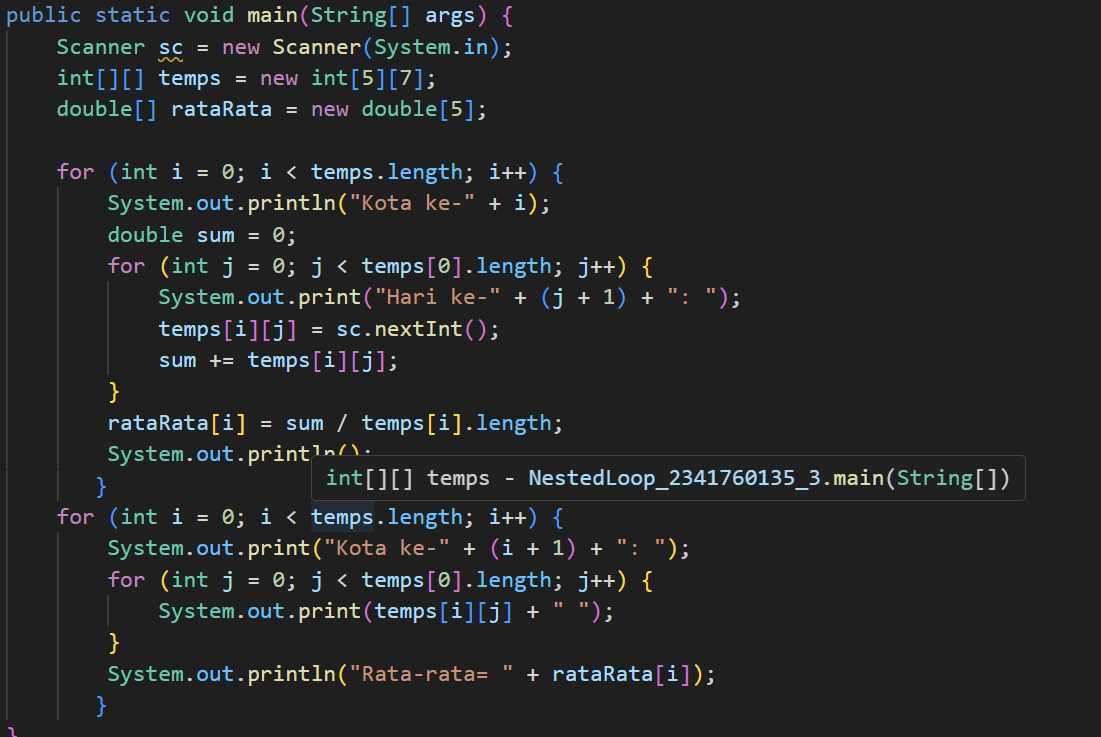 public static void main(String[] args) {
    Scanner sc = new Scanner(System.in);
    int[][] temps = new int[5][7];
    double[] rataRata = new double[5];

    for (int i = 0; i < temps.length; i++) {
        System.out.println("Kota ke-" + i);
        double sum = 0;
        for (int j = 0; j < temps[0].length; j++) {
            System.out.print("Hari ke-" + (j + 1) + ": ");
            temps[i][j] = sc.nextInt();
            sum += temps[i][j];
        }
        rataRata[i] = sum / temps[i].length;
        System.out.println();
int[][] temps - NestedLoop_2341760135_3.main(String[])
       }
    for (int i = 0; i < temps.length; i++) {
        System.out.print("Kota ke-" + (i + 1) + ": ");
        for (int j = 0; j < temps[0].length; j++) {
            System.out.print(temps[i][j] + " ");
        }
        System.out.println("Rata-rata= " + rataRata[i]);
       }
}